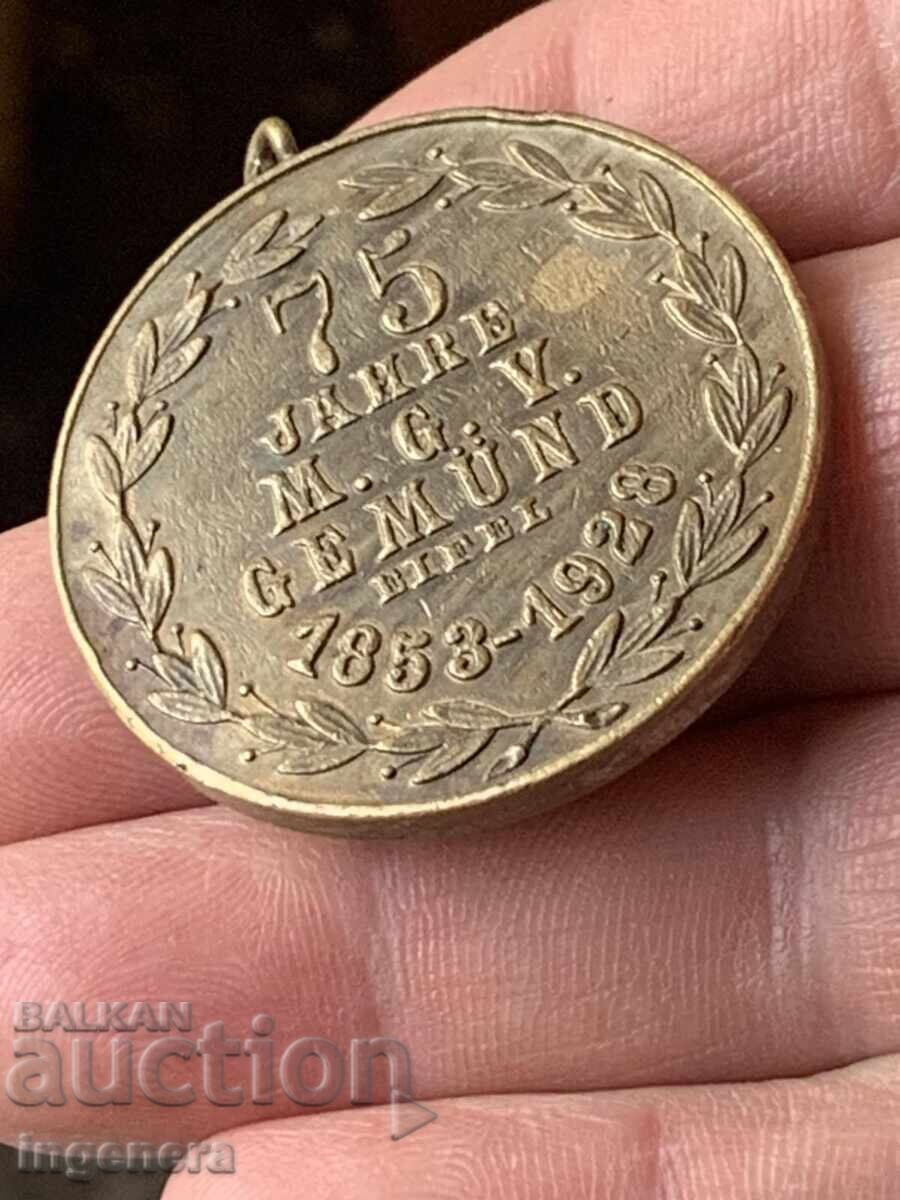 75
JAHRE
M. G. V.
GEMÜND
EIFEL
1853-1928
BALKAN
auction
ingenera